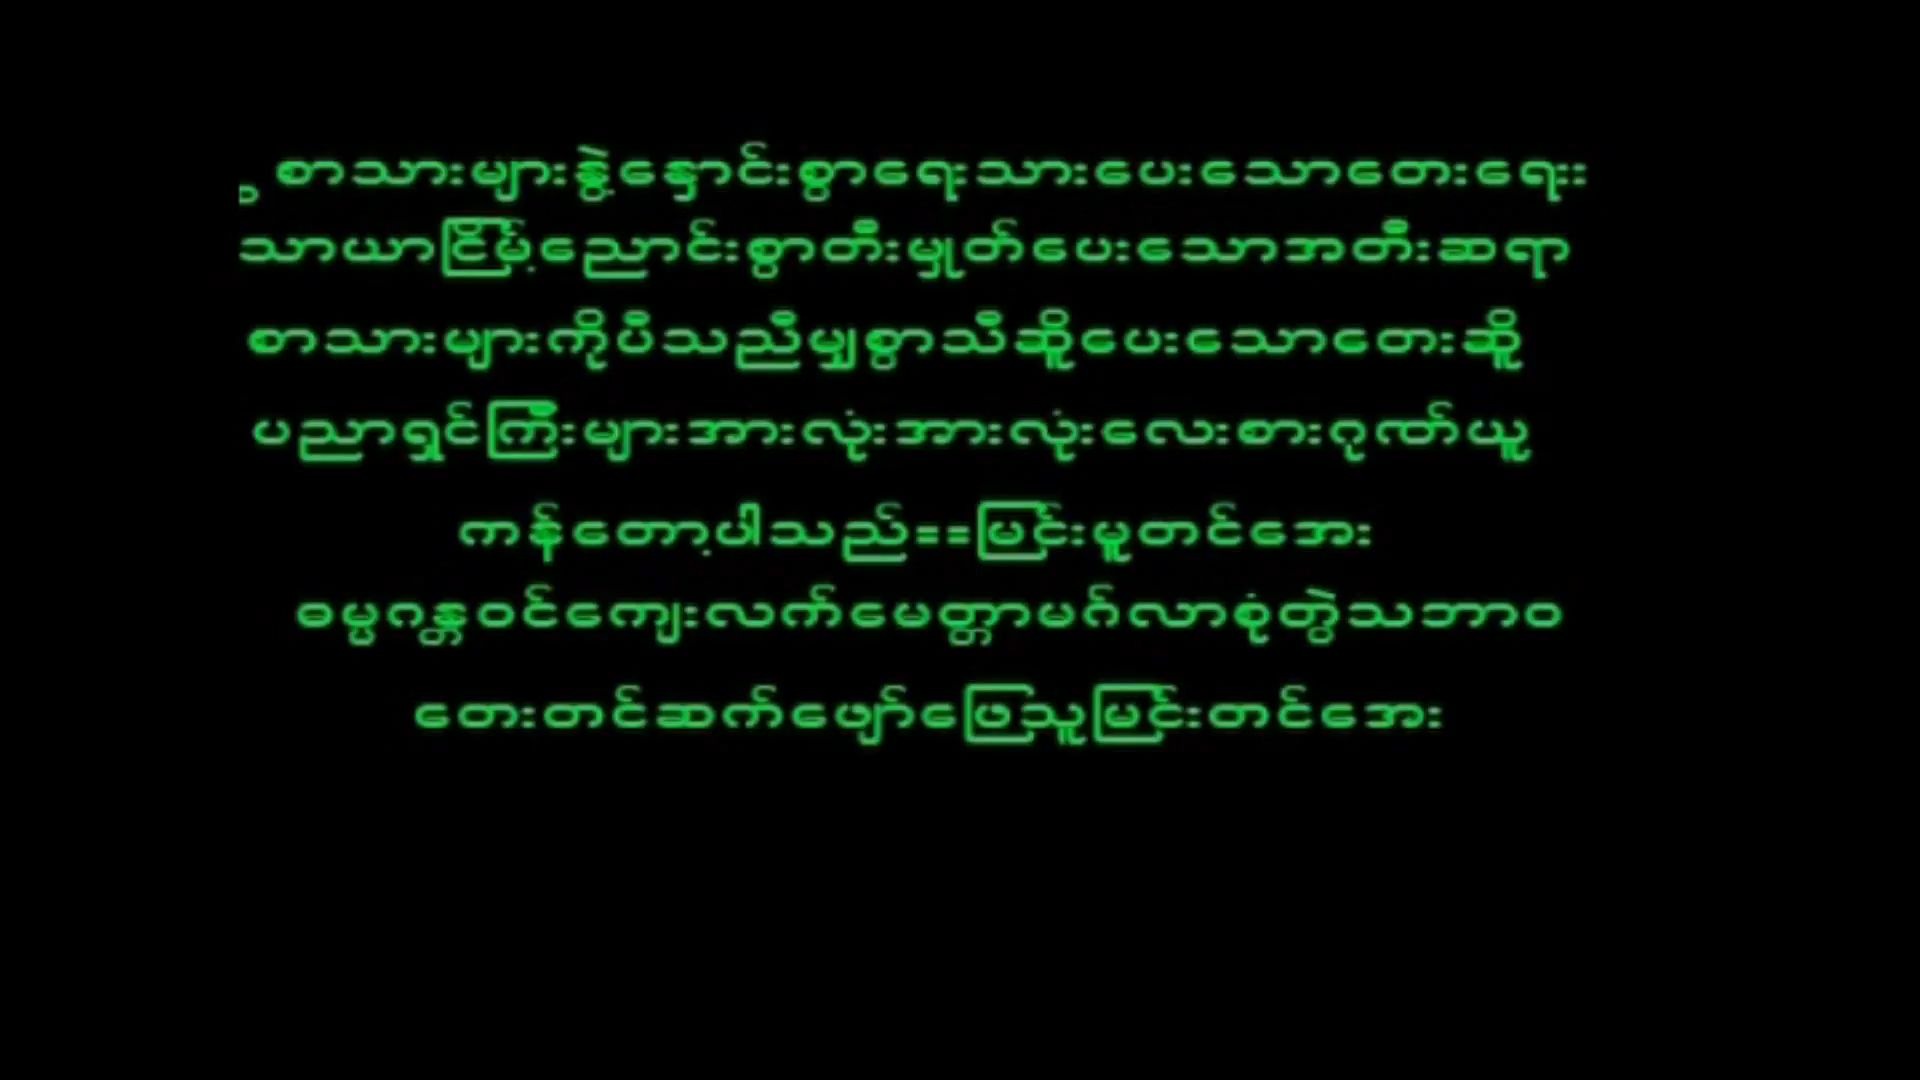 စာသားများနွဲ့နှောင်းစွာရေးသားပေးသောတေးရေးး
သာယာငြိမ့်ညောင်းစွာတီးမှုတ်ပေးသောအတီးဆရာ
စာသားများကိုပီသညီမျှစွာသီဆိူပေးသောတေးဆိူ
ပညာရှင်ကြီးများအားလုံးအားလုံးလေးစားဂုဏ်ယူ
ကန်တော့ပါသည်==မြင်းမူတင်အေး
ဓမ္မဂန္တဝင်ကျေးလက်မေတ္တာမင်္ဂလာစုံတွဲသဘာဝ
တေးတင်ဆက်ဖျော်ဖြေသူမြင်းတင်အေး